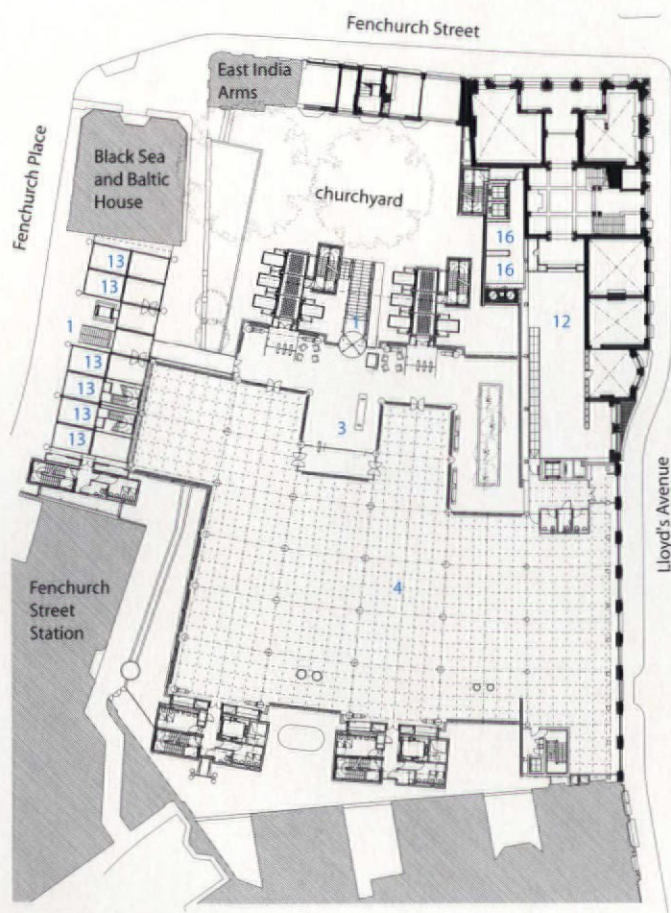 Fenchurch Street
East India
Arms
Fenchurch Place
Black Sea
and Baltic
House
churchyard
16
16
13
13
1
1
12
13
13
13
13
3
4
Lloyd's Avenue
Fenchurch
Street
Station